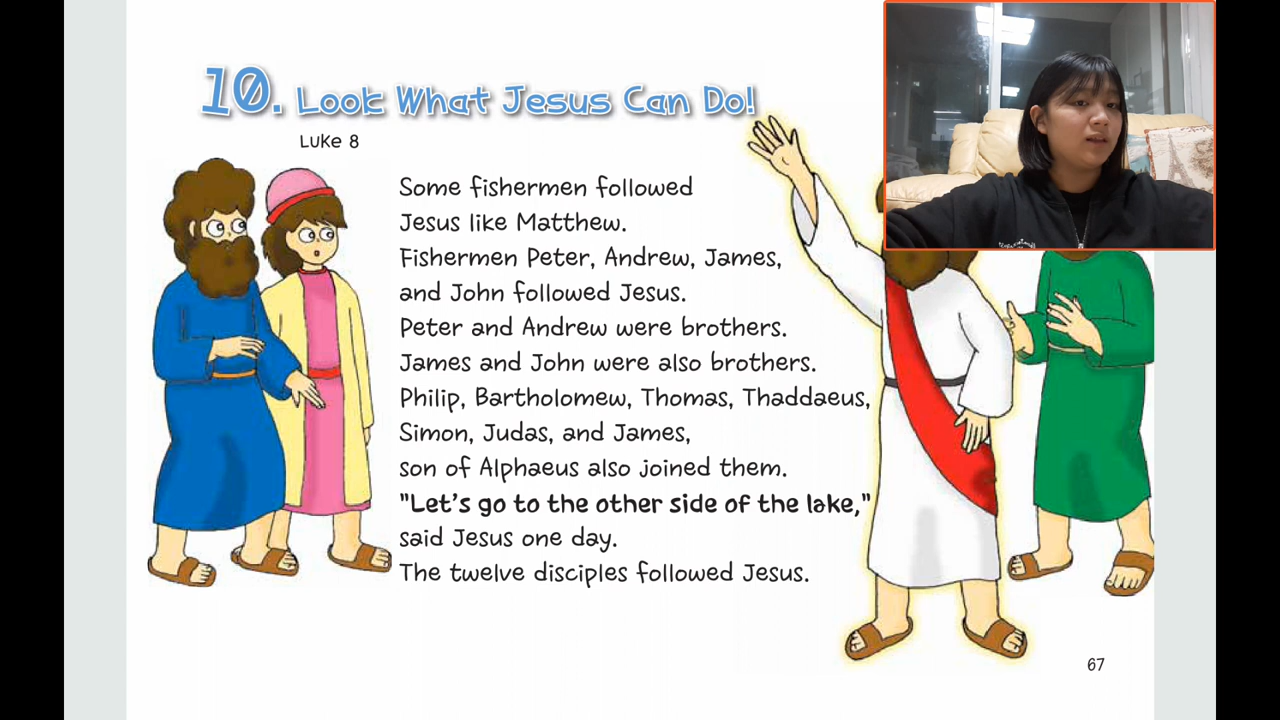 10. Look What Jesus Can Do!
Luke 8
Some fishermen followed
Jesus like Matthew.
Fishermen Peter, Andrew, James,
and John followed Jesus.
Peter and Andrew were brothers.
James and John were also brothers.
Philip, Bartholomew, Thomas, Thaddaeus,
Simon, Judas, and James,
son of Alphaeus also joined them.
"Let's go to the other side of the lake,"
said Jesus one day.
The twelve disciples followed Jesus.
67